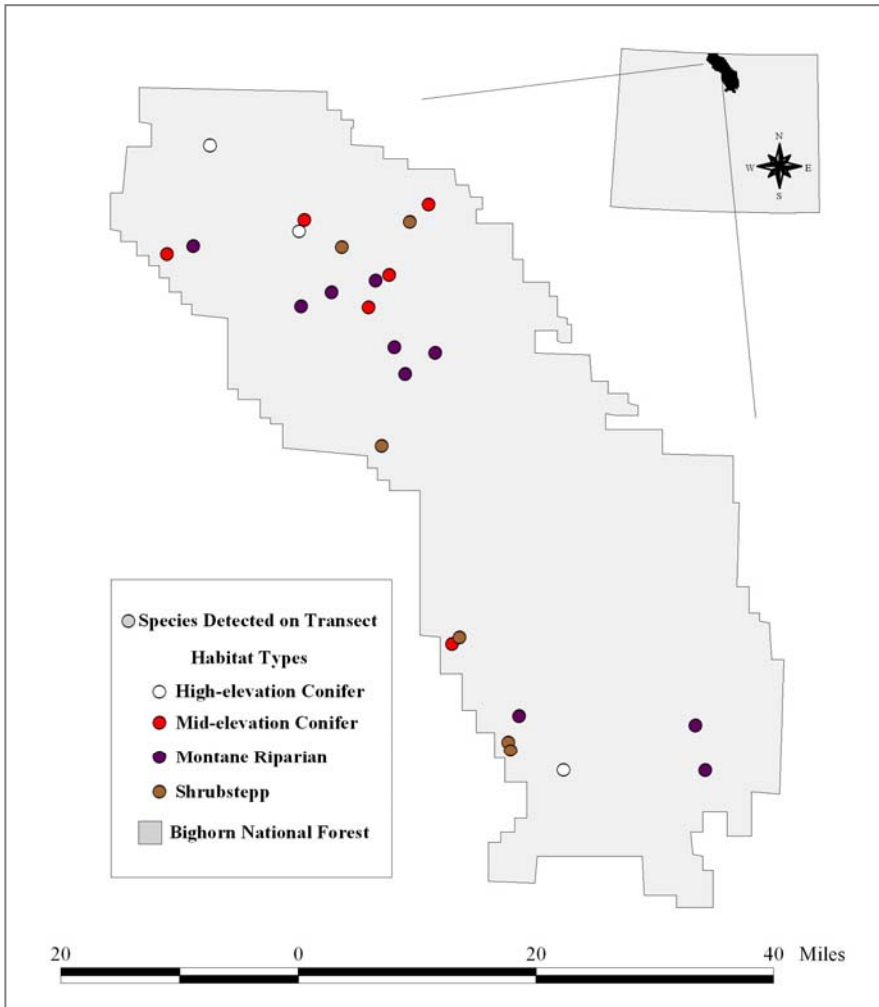 N
W E
S
Species Detected on Transect
Habitat Types
High-elevation Conifer
Mid-elevation Conifer
Montane Riparian
Shrubstepp
Bighorn National Forest
20 0 20 40 Miles